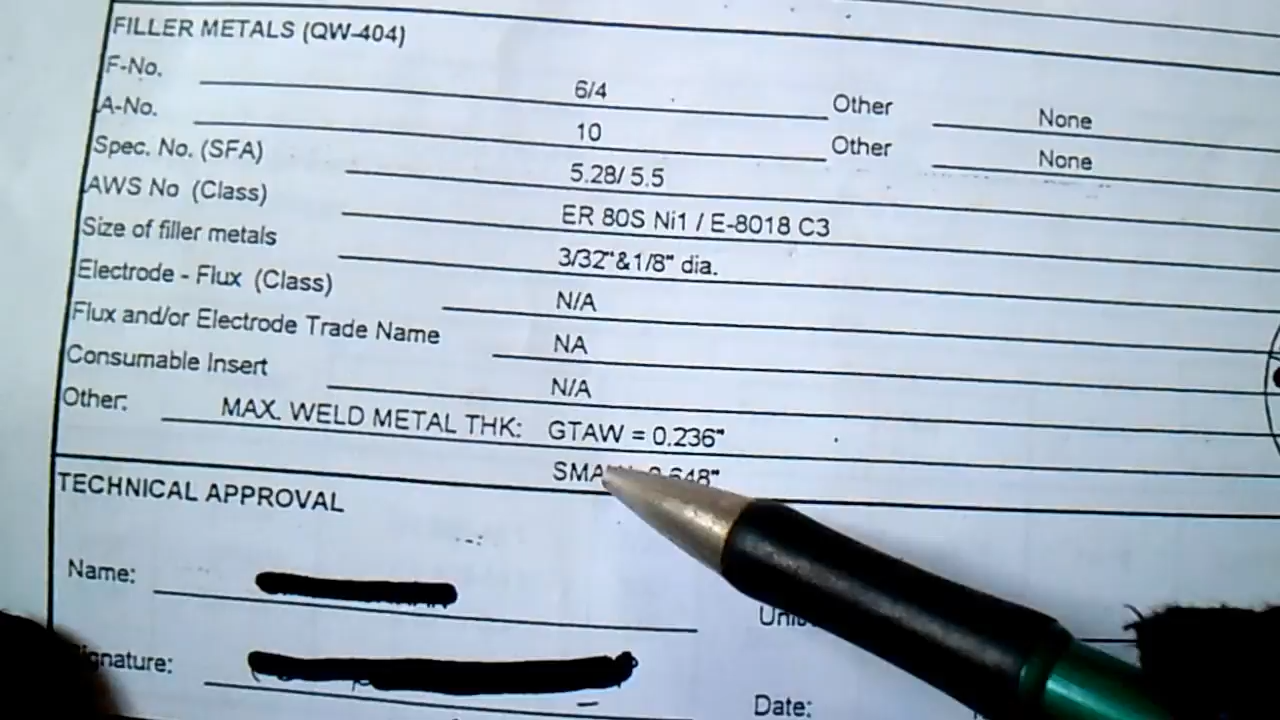 FILLER METALS (QW-404)
F-No. 6/4 Other None
A-No. 10 Other None
Spec. No. (SFA) 5.28/ 5.5
AWS No (Class) ER 80S Ni1 / E-8018 C3
Size of filler metals 3/32"&1/8" dia.
Electrode - Flux (Class) N/A
Flux and/or Electrode Trade Name NA
Consumable Insert N/A
Other: MAX. WELD METAL THK: GTAW = 0.236"
TECHNICAL APPROVAL
Name:
Date: